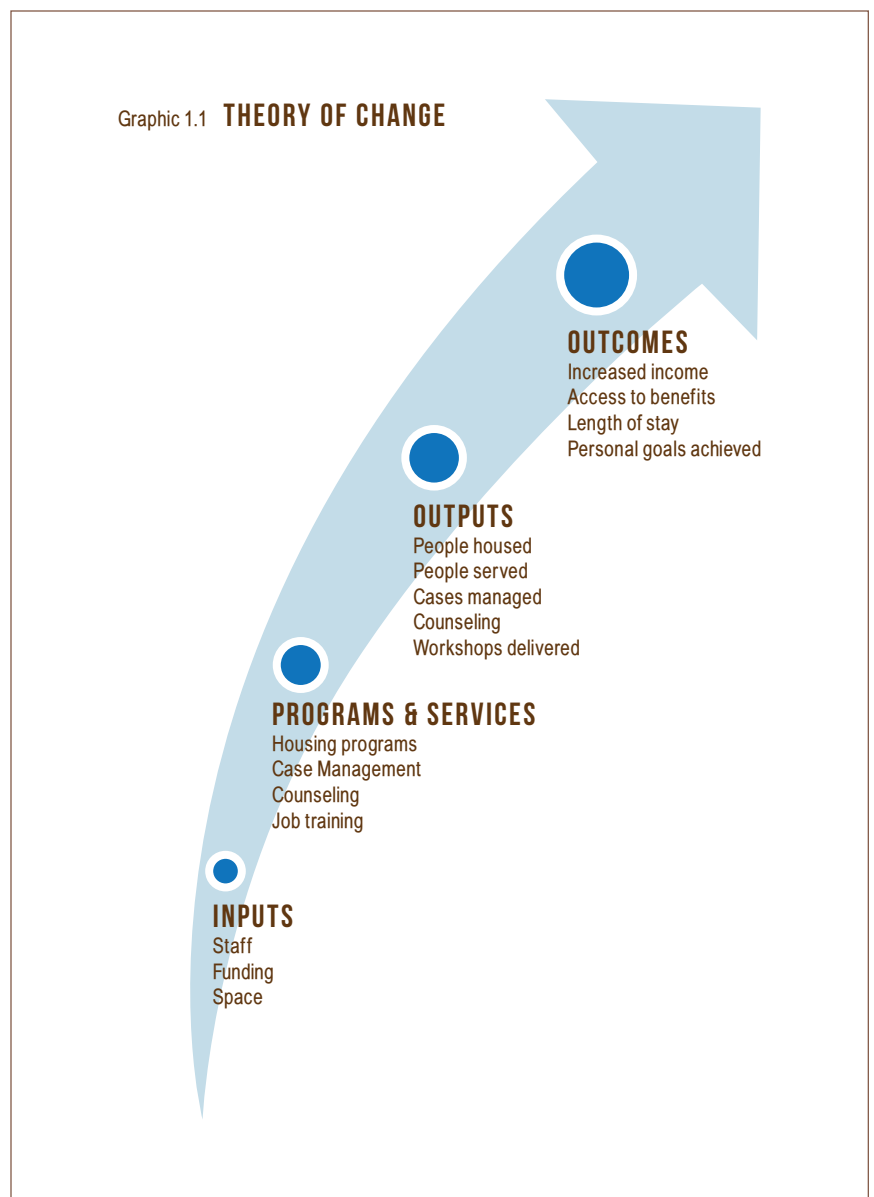 Graphic 1.1 THEORY OF CHANGE
OUTCOMES
Increased income
Access to benefits
Length of stay
Personal goals achieved
OUTPUTS
People housed
People served
Cases managed
Counseling
Workshops delivered
PROGRAMS & SERVICES
Housing programs
Case Management
Counseling
Job training
INPUTS
Staff
Funding
Space